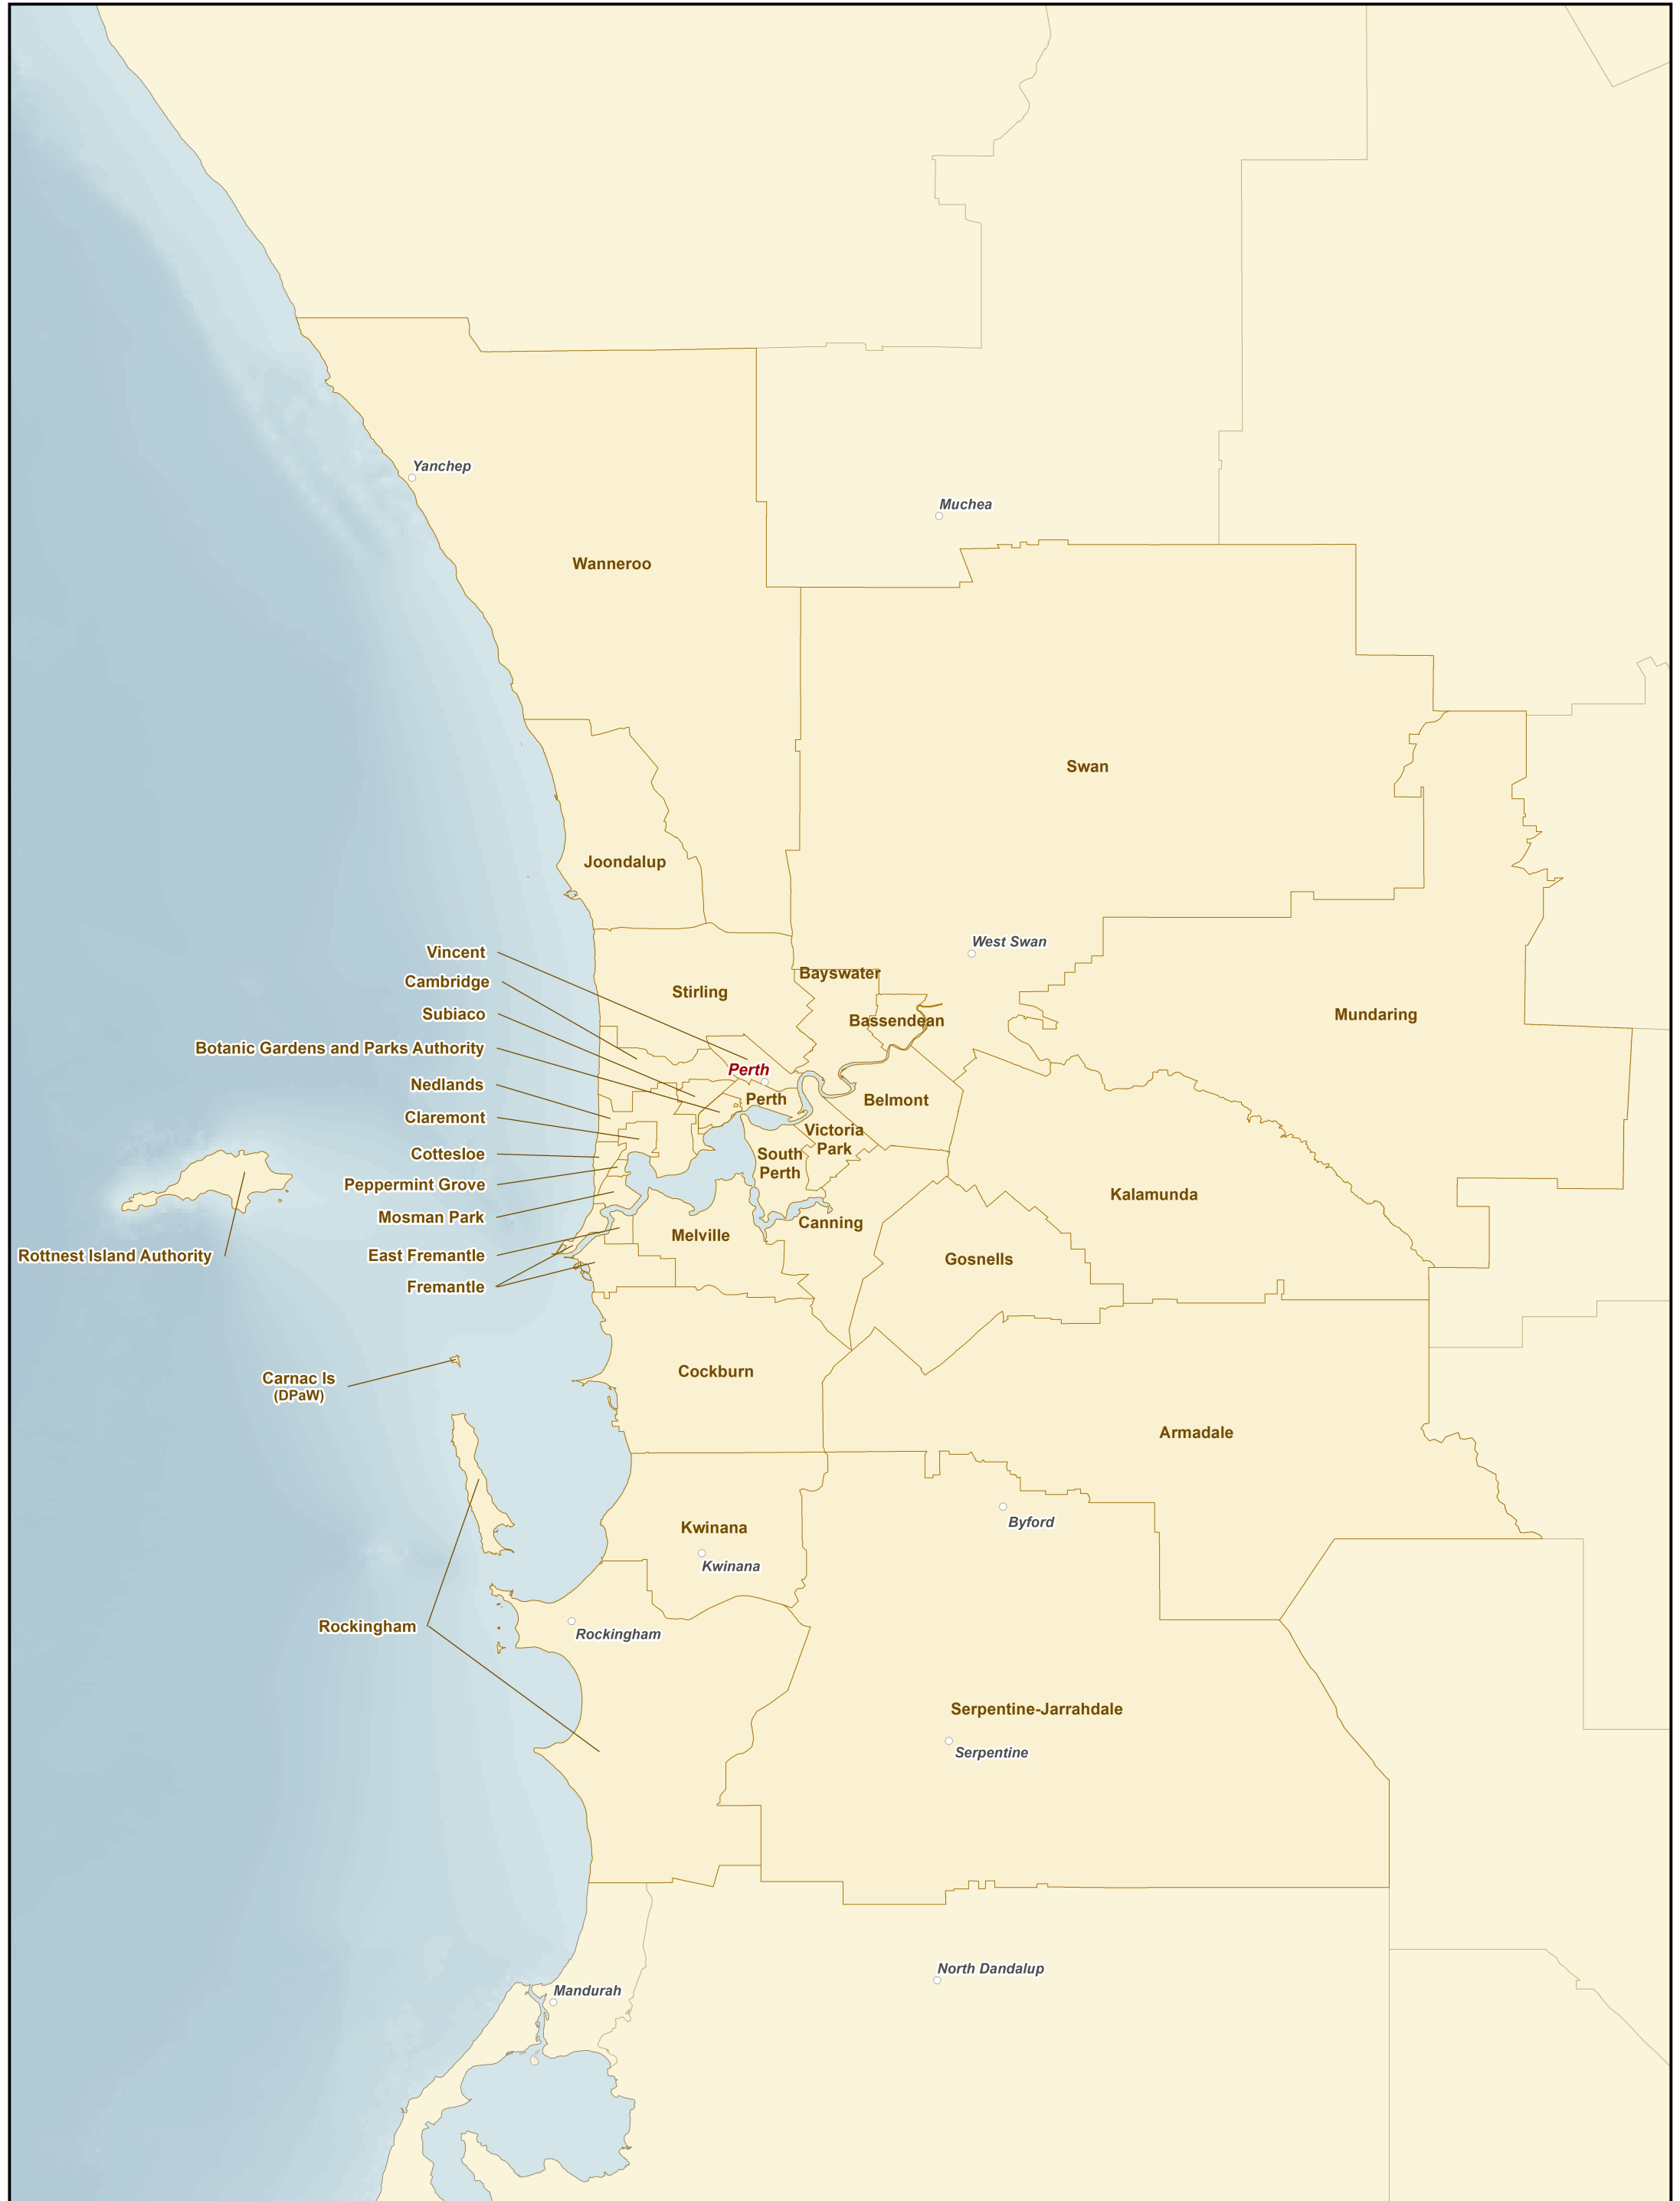 Yanchep
Muchea
Wanneroo
Swan
Joondalup
West Swan
Vincent
Bayswater
Cambridge
Stirling
Subiaco
Bassendean
Mundaring
Botanic Gardens and Parks Authority
Perth
Nedlands
Perth
Belmont
Claremont
Victoria
Park
Cottesloe
South
Perth
Peppermint Grove
Kalamunda
Mosman Park
Canning
Melville
Rottnest Island Authority
East Fremantle
Gosnells
Fremantle
Carnac Is
(DPaW)
Cockburn
Armadale
Kwinana
Byford
Kwinana
Rockingham
Rockingham
Serpentine-Jarrahdale
Serpentine
North Dandalup
Mandurah